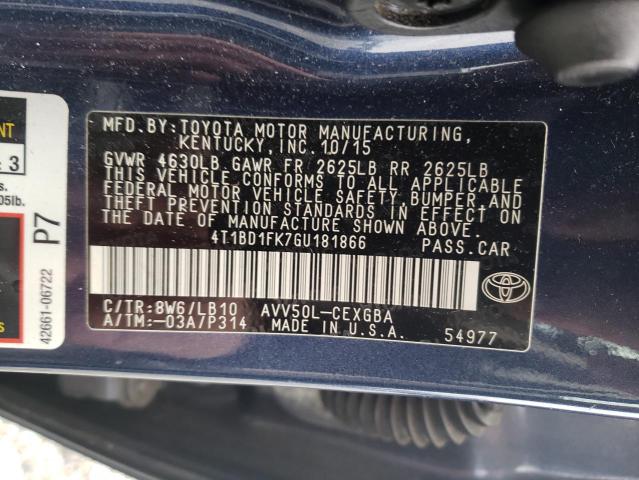 MFD.BY:TOYOTA MOTOR MANUFACTURING,
KENTUCKY, INC. 10/15
GVWR 4630LB GAWR FR 2625LB RR 2625LB
THIS VEHICLE CONFORMS TO ALL APPLICABLE
FEDERAL MOTOR VEHICLE SAFETY, BUMPER, AND
THEFT PREVENTION STANDARDS IN EFFECT ON
THE DATE OF MANUFACTURE SHOWN ABOVE.
4T1BD1FK7GU181866 PASS.CAR
C/TR:8W6/LB10 AVV50L-CEXGBA
A/TM:-03A/P314 MADE IN U.S.A. 54977
3
P7
42661-06722